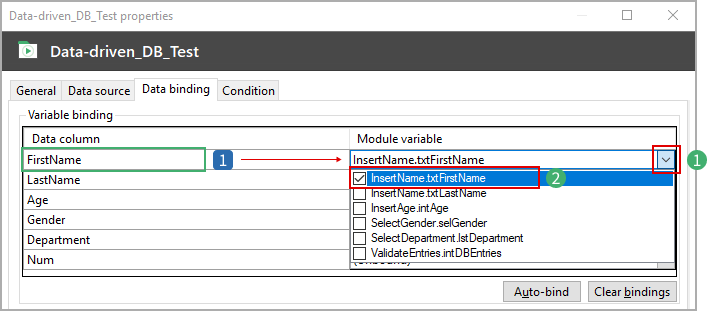 Data-driven_DB_Test properties
Data-driven_DB_Test
General Data source Data binding Condition
Variable binding
Data column Module variable
FirstName 1 InsertName.txtFirstName 1
LastName InsertName.txtFirstName 2
InsertName.txtLastName
Age InsertAge.intAge
Gender SelectGender.selGender
Department SelectDepartment.lstDepartment
ValidateEntries.intDBEntries
Num
Auto-bind Clear bindings